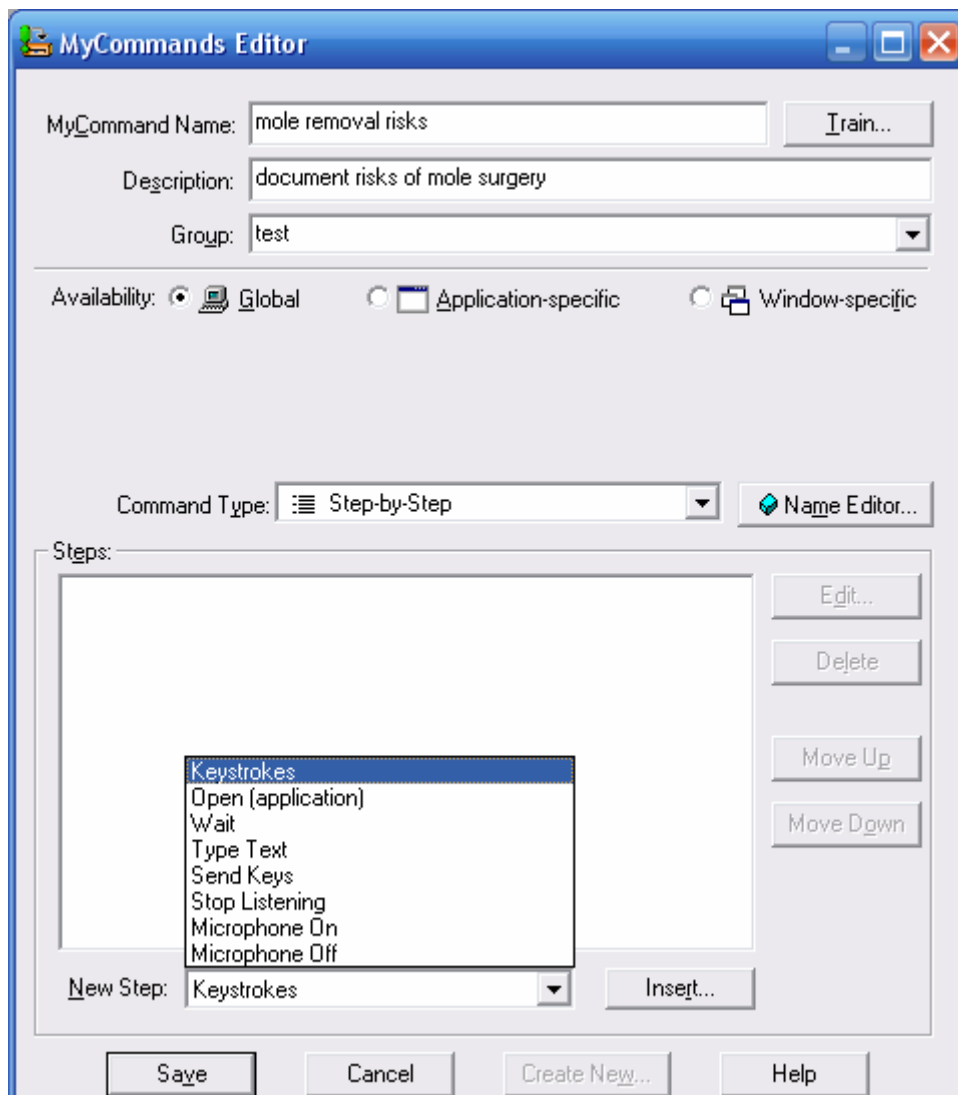 MyCommands Editor
MyCommand Name: mole removal risks Train...
Description: document risks of mole surgery
Group: test
Availability: Global Application-specific Window-specific
Command Type: Step-by-Step Name Editor...
Steps:
Edit...
Delete
Move Up
Move Down
Keystrokes
Open (application)
Wait
Type Text
Send Keys
Stop Listening
Microphone On
Microphone Off
New Step: Keystrokes Insert...
Save Cancel Create New... Help